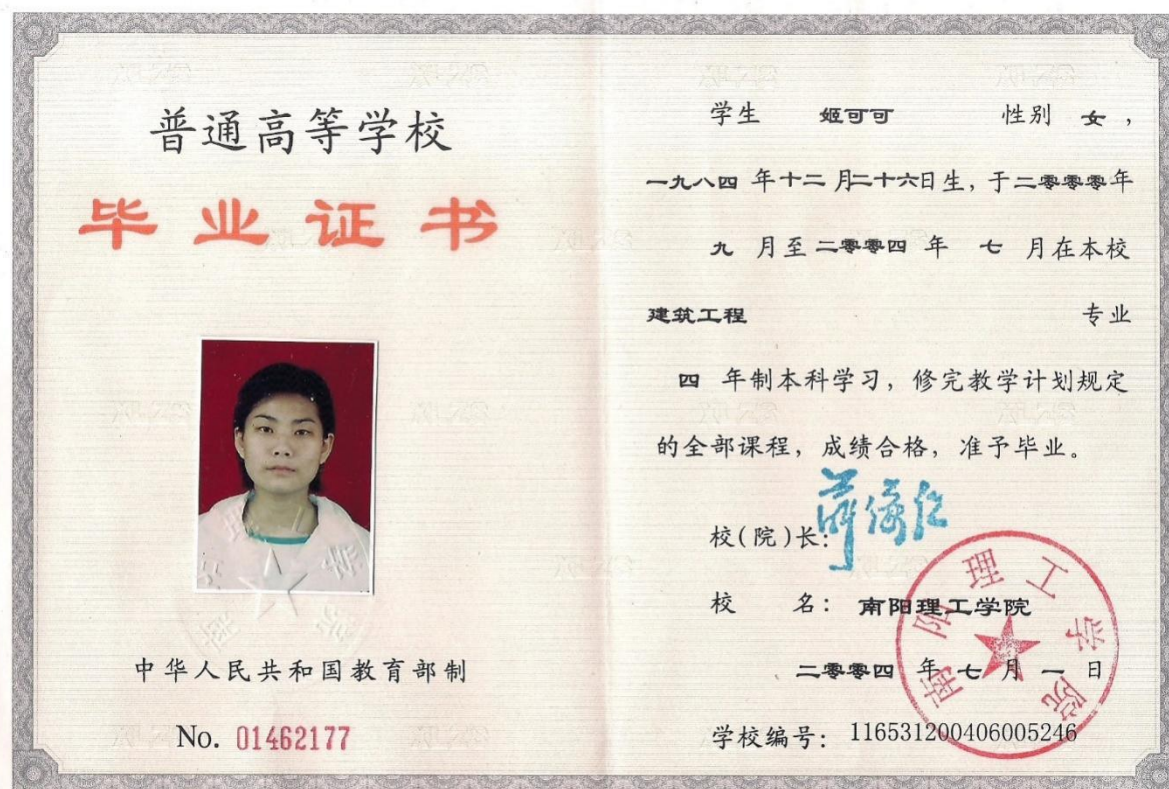 普通高等学校
毕业证书
中华人民共和国教育部制
No. 01462177
学生 姬可可 性别 女，
一九八四 年十二 月二十六日生，于二零零零年
九 月至二零零四 年 七 月在本校
建筑工程 专业
四 年制本科学习，修完教学计划规定
的全部课程，成绩合格，准予毕业。
校(院)长:
校 名： 南阳理工学院
二零零四 年 七 月 一 日
学校编号： 116531200406005246
南阳理工学院